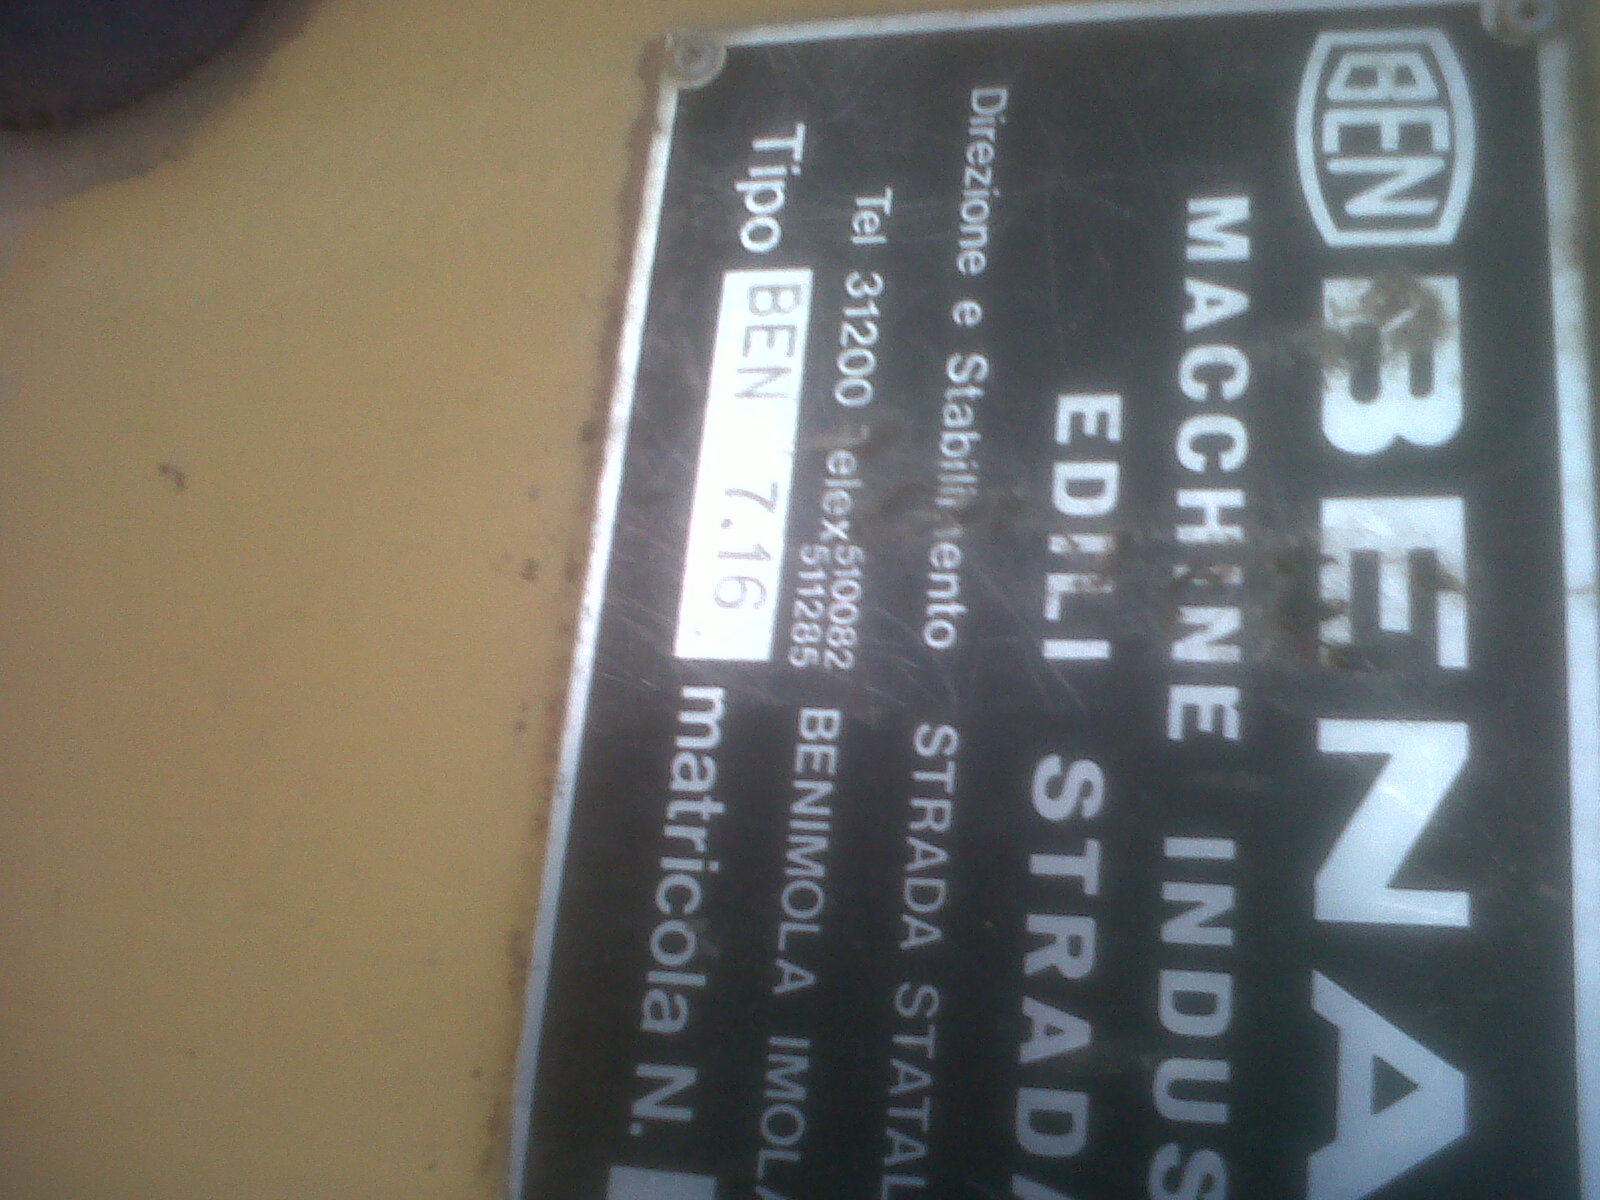 BEN BENA
MACCHINE INDUS
EDILI STRADA
Direzione e Stabilimento STRADA STATAL
Tel 31200 Telex 510082 BENIMOLA IMOLA
511285
Tipo BEN 7.16 matricola N.